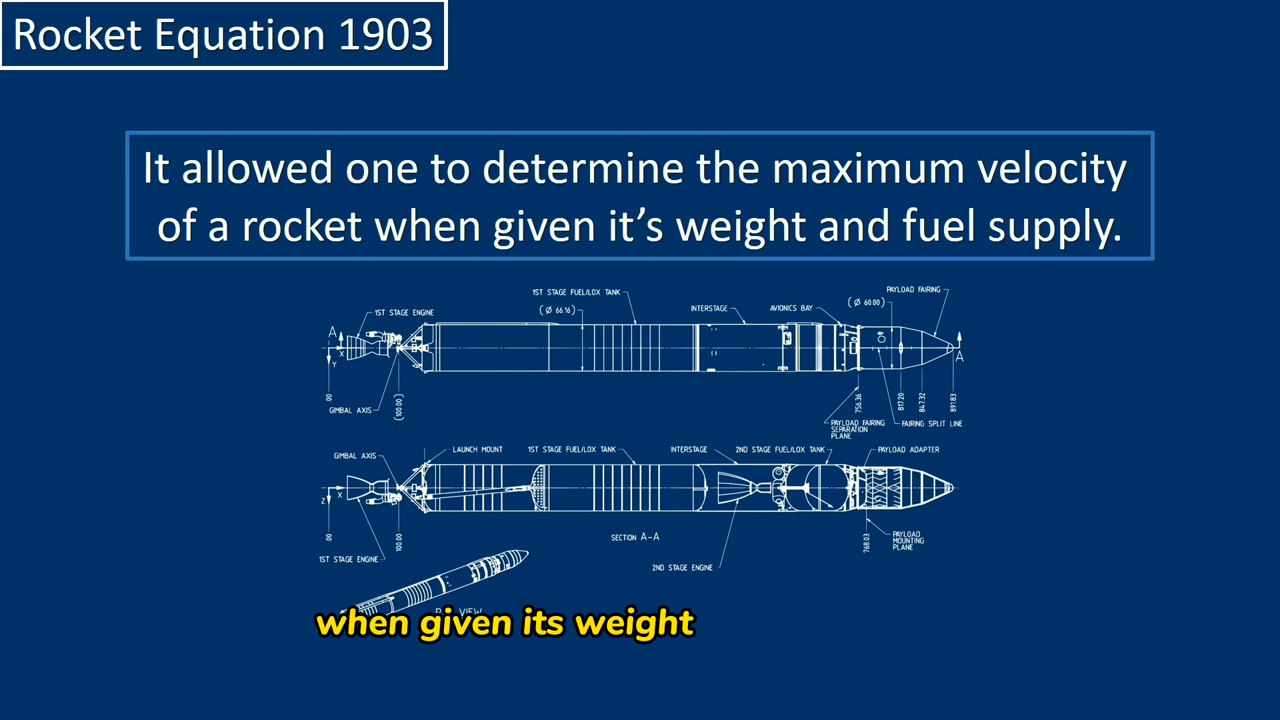 Rocket Equation 1903
It allowed one to determine the maximum velocity
of a rocket when given it's weight and fuel supply.
1ST STAGE FUEL/LOX TANK
PAYLOAD FAIRING
1ST STAGE ENGINE
(Ø 66.16)
INTERSTAGE
AVIONICS BAY
(Ø 60.00)
A
A
X
Y
.00
GIMBAL AXIS
(100.00)
756.36
817.20
847.32
891.83
PAYLOAD FAIRING
SEPARATION
PLANE
FAIRING SPLIT LINE
GIMBAL AXIS
LAUNCH MOUNT
1ST STAGE FUEL/LOX TANK
INTERSTAGE
2ND STAGE FUEL/LOX TANK
PAYLOAD ADAPTER
X
Z
.00
100.00
1ST STAGE ENGINE
SECTION A-A
2ND STAGE ENGINE
768.03
PAYLOAD
MOUNTING
PLANE
VIEW
when given its weight